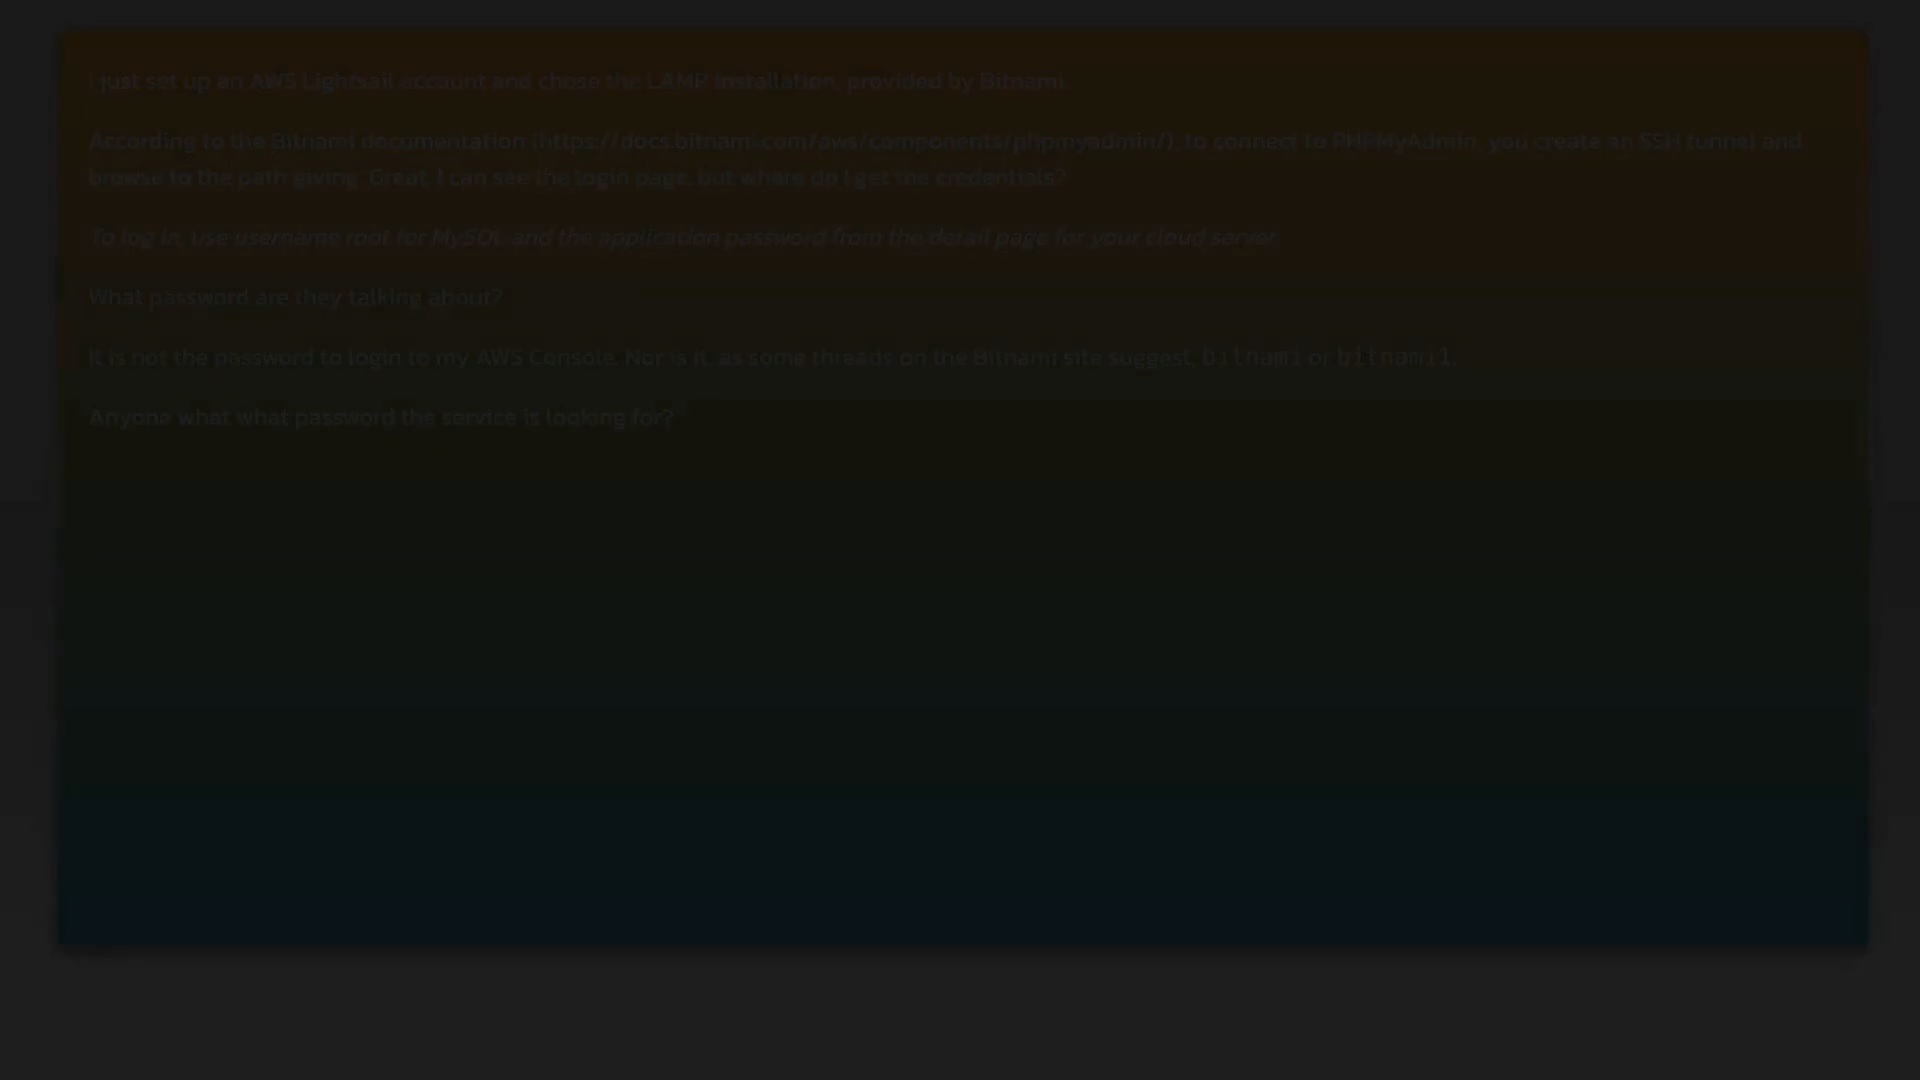 I just set up an AWS Lightsail account and chose the LAMP installation, provided by Bitnami.
According to the Bitnami documentation (https://docs.bitnami.com/aws/components/phpmyadmin/), to connect to PHPMyAdmin, you create an SSH tunnel and
browse to the path giving. Great, I can see the login page, but where do I get me credentials?
To log in, use username root for MySQL, and the application password from the detail page for your cloud server.
What password are they talking about?
It is not the password to login to my AWS Console. Nor is it, as some threads on the Bitnami site suggest, bitnami or bitnami1.
Anyone what what password the service is looking for?